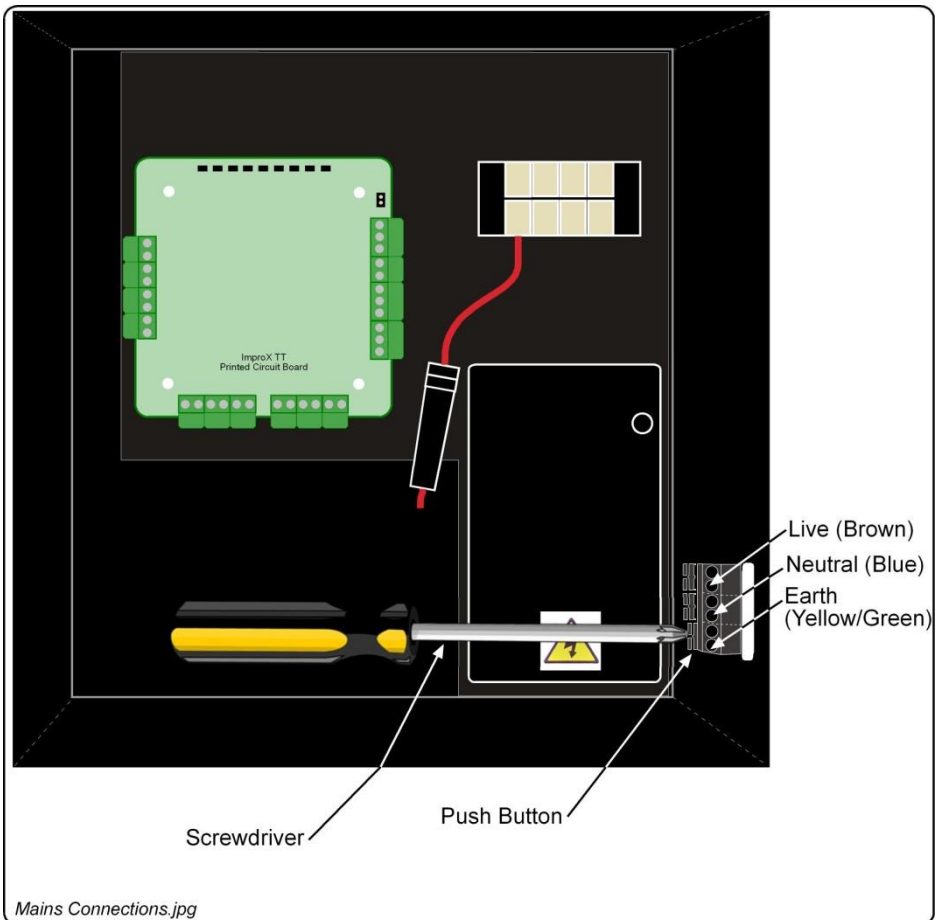 ImproX TT
Printed Circuit Board
Live (Brown)
Neutral (Blue)
Earth
(Yellow/Green)
Push Button
Screwdriver
Mains Connections.jpg